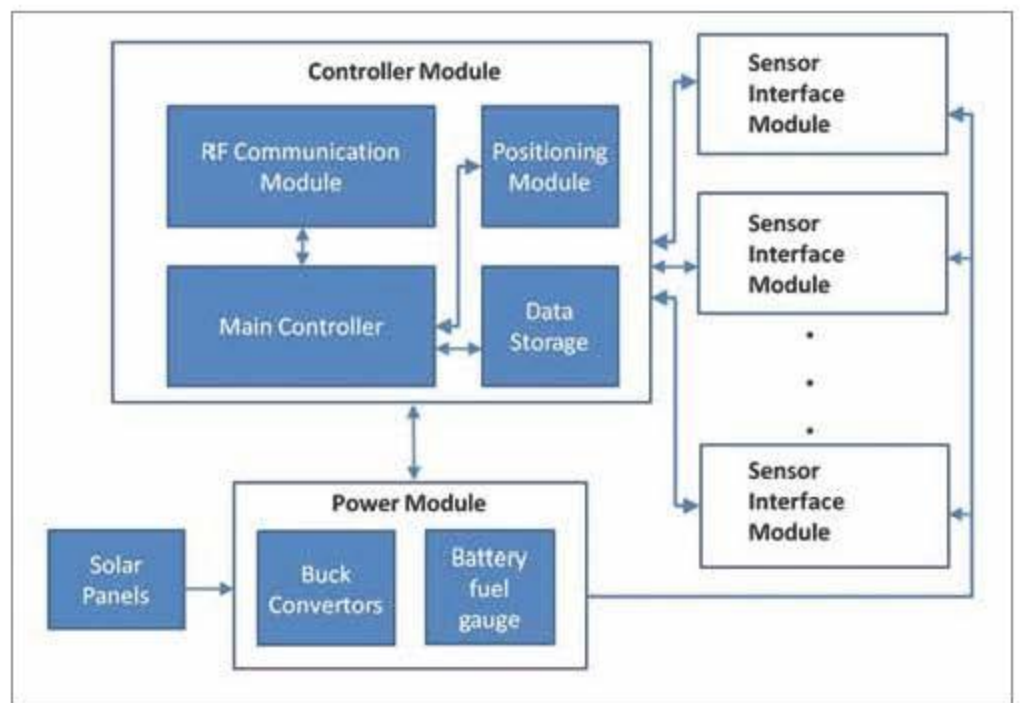 Controller Module
RF Communication
Module
Positioning
Module
Main Controller
Data
Storage
Sensor
Interface
Module
Sensor
Interface
Module
Sensor
Interface
Module
Power Module
Solar
Panels
Buck
Convertors
Battery
fuel
gauge